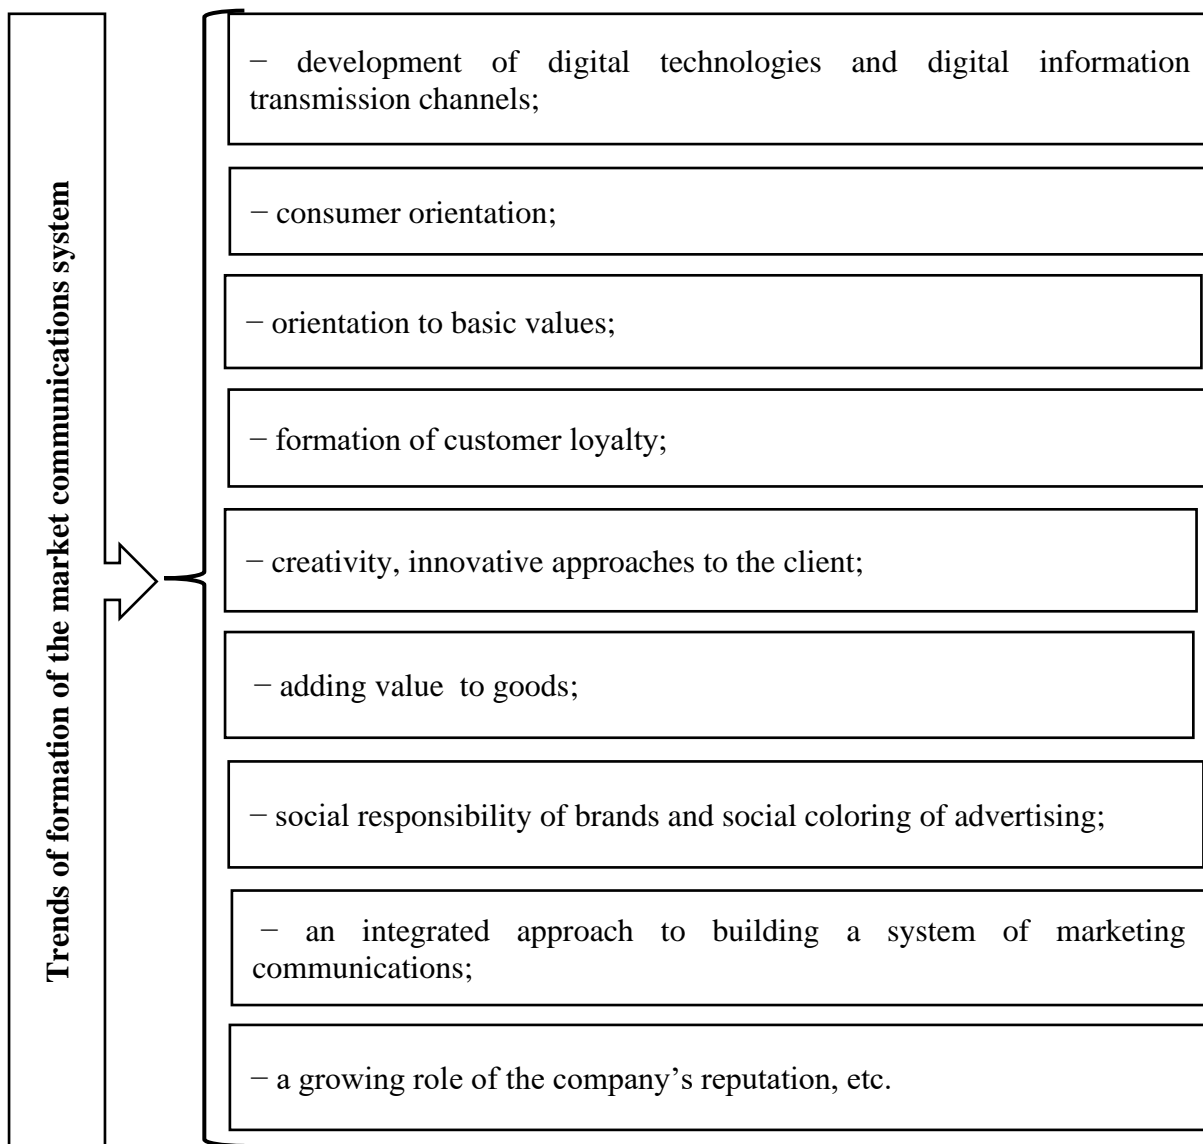 Trends of formation of the market communications system
− development of digital technologies and digital information
transmission channels;
− consumer orientation;
− orientation to basic values;
− formation of customer loyalty;
− creativity, innovative approaches to the client;
− adding value  to goods;
− social responsibility of brands and social coloring of advertising;
− an integrated approach to building a system of marketing
communications;
− a growing role of the company’s reputation, etc.